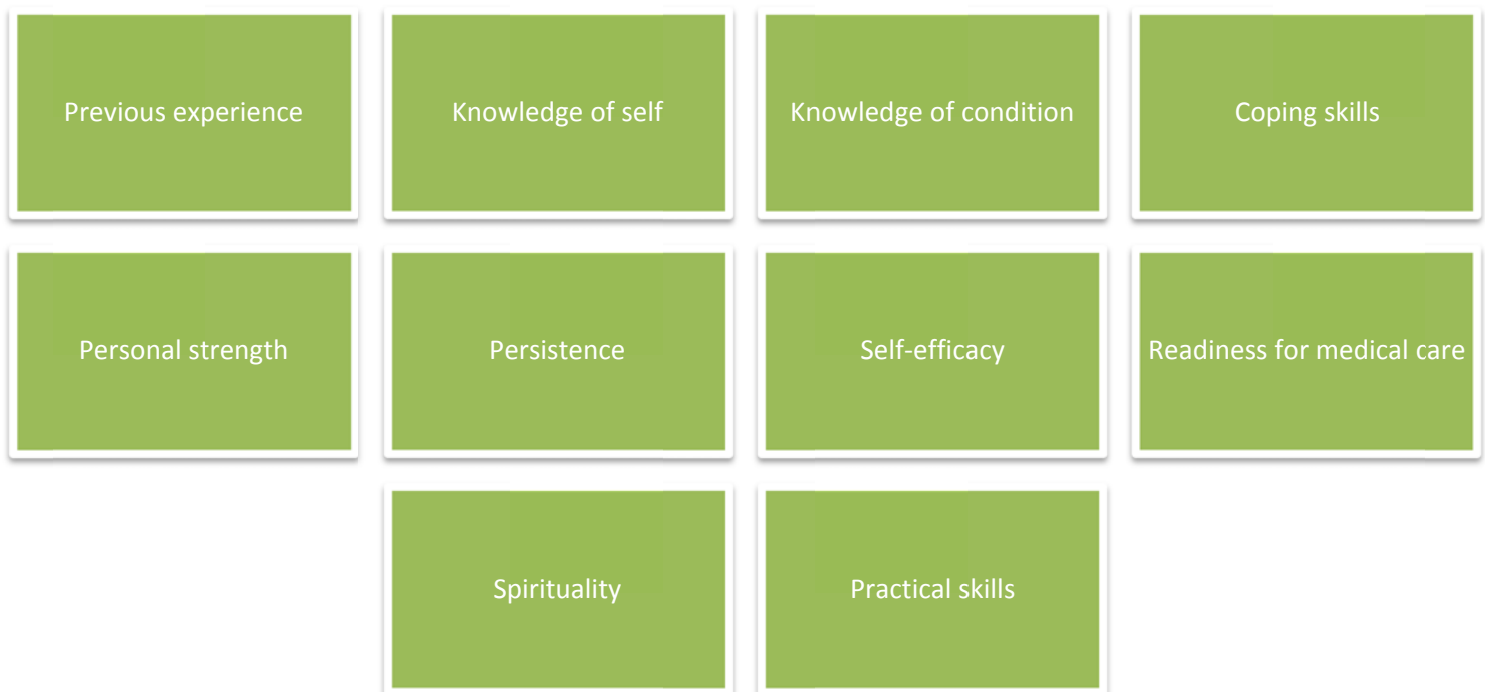 Previous experience
Knowledge of self
Knowledge of condition
Coping skills
Personal strength
Persistence
Self-efficacy
Readiness for medical care
Spirituality
Practical skills